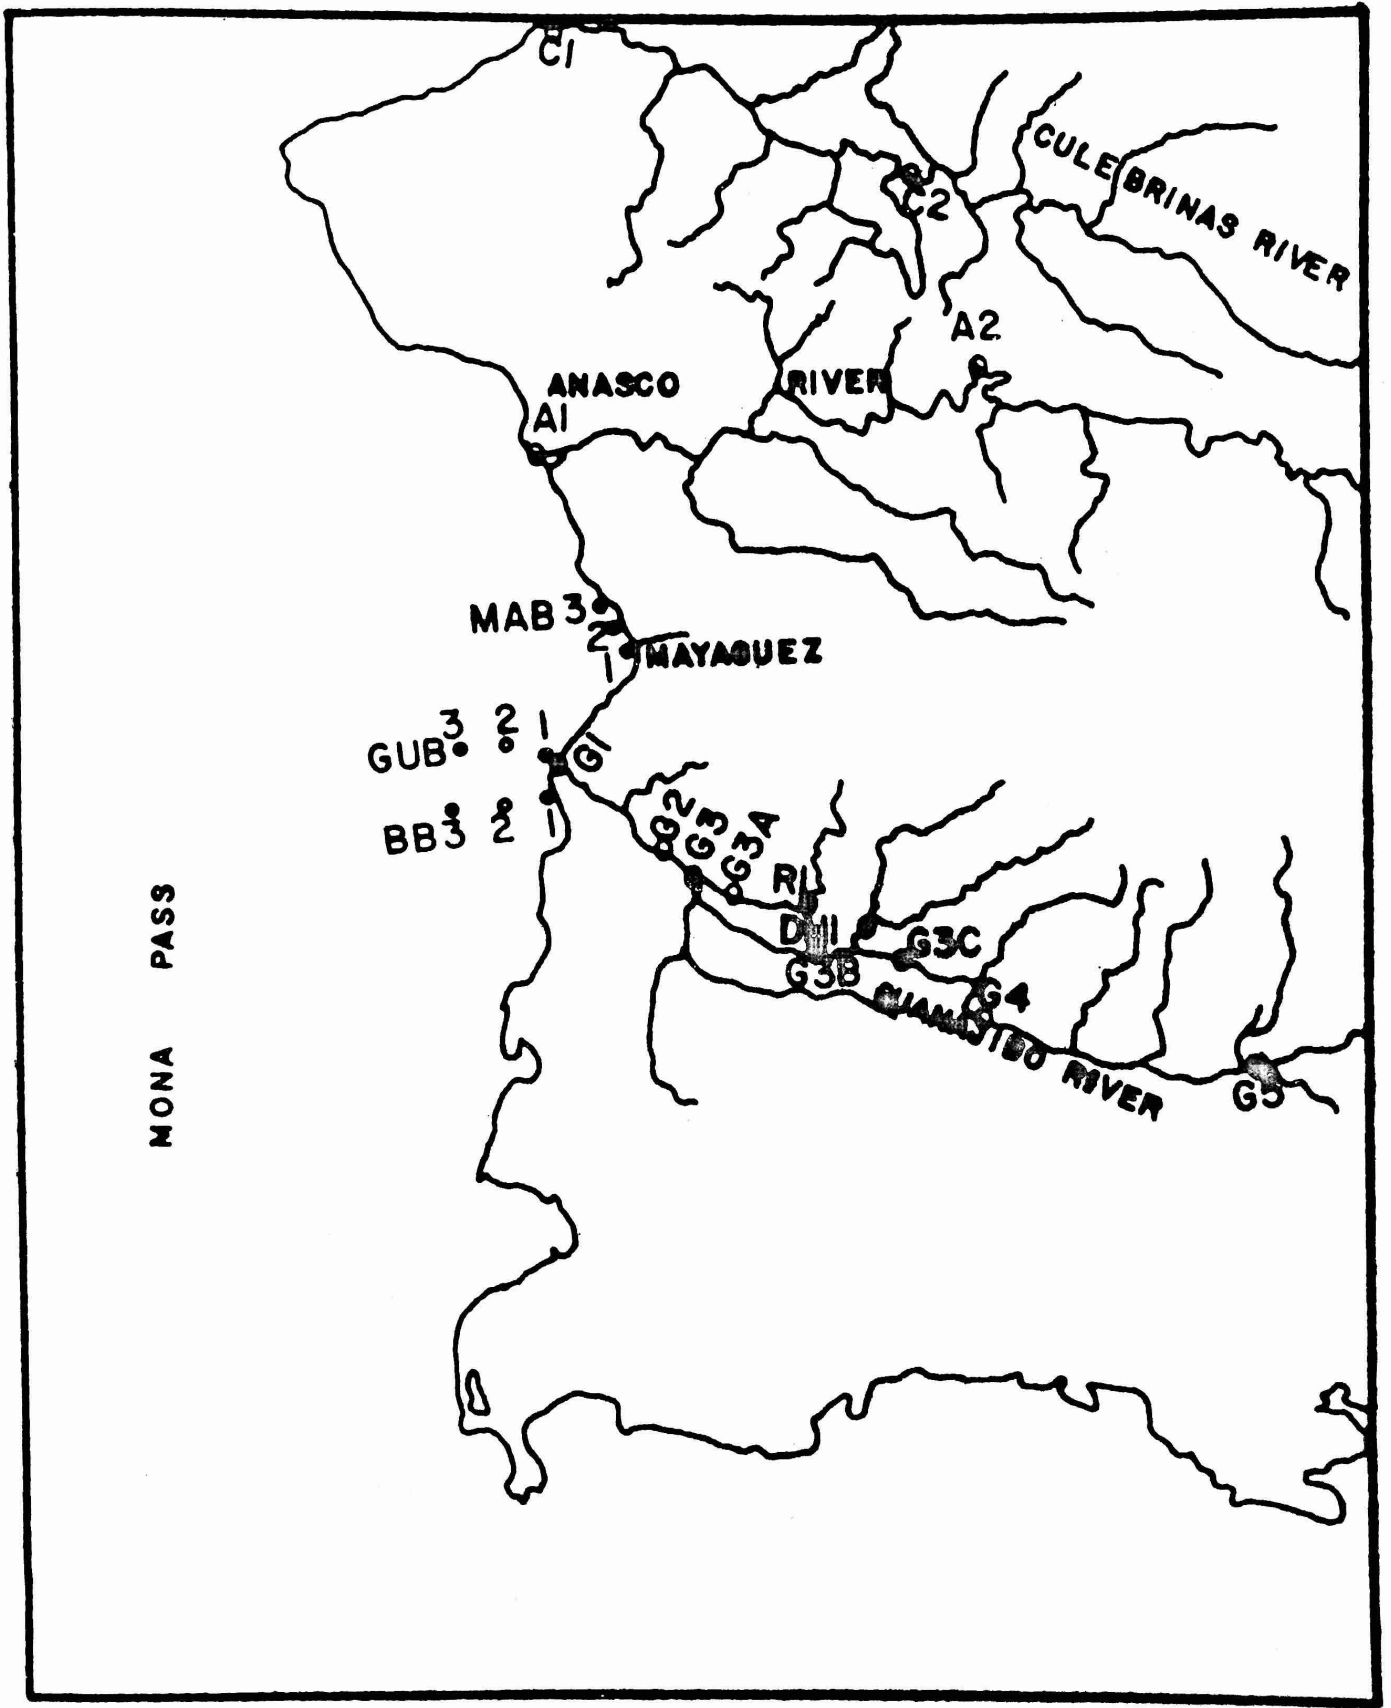 C1
CULEBRINAS RIVER
C2
A2
ANASCO RIVER
A1
MAB 3
2
1
MAYAGUEZ
GUB 3 2 1
G1
BB 3 2 1
G2
G3
G3A
R1
G3C
G3B
G4
RIVER
G5
MONA PASS